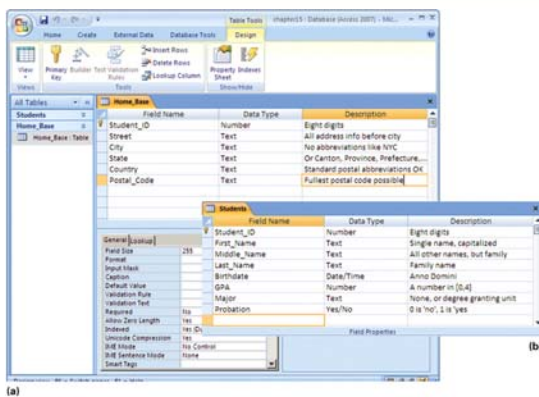 Table Tools
chapter15 : Database (Access 2007) -
Home Create External Data Database Tools Design
View
Primary Key
Builder
Test Validation Rules
Insert Rows
Delete Rows
Lookup Column
Property Sheet
Indexes
Views
Tools
Show/Hide
All Tables
Students
Home_Base
Home_Base : Table
Home_Base
Field Name Data Type Description
Student_ID Number Eight digits
Street Text All address info before city
City Text No abbreviations like NYC
State Text Or Canton, Province, Prefecture,...
Country Text Standard postal abbreviations OK
Postal_Code Text Fullest postal code possible
Students
Field Name Data Type Description
Student_ID Number Eight digits
First_Name Text Single name, capitalized
Middle_Name Text All other names, but family
Last_Name Text Family name
Birthdate Date/Time Anno Domini
GPA Number A number in [0,4]
Major Text None, or degree granting unit
Probation Yes/No 0 is 'no', 1 is 'yes
Field Properties
General Lookup
Field Size 255
Format
Input Mask
Caption
Default Value
Validation Rule
Validation Text
Required No
Allow Zero Length Yes
Indexed Yes
Unicode Compression Yes
IME Mode No Control
IME Sentence Mode None
Smart Tags
(b)
(a)